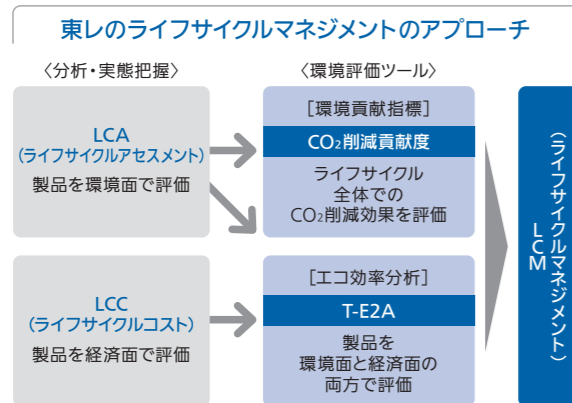 東レのライフサイクルマネジメントのアプローチ
〈分析・実態把握〉
LCA
(ライフサイクルアセスメント)
製品を環境面で評価
LCC
(ライフサイクルコスト)
製品を経済面で評価
〈環境評価ツール〉
[環境貢献指標]
CO₂削減貢献度
ライフサイクル
全体での
CO₂削減効果を評価
[エコ効率分析]
T-E2A
製品を
環境面と経済面の
両方で評価
LCM
(ライフサイクルマネジメント)